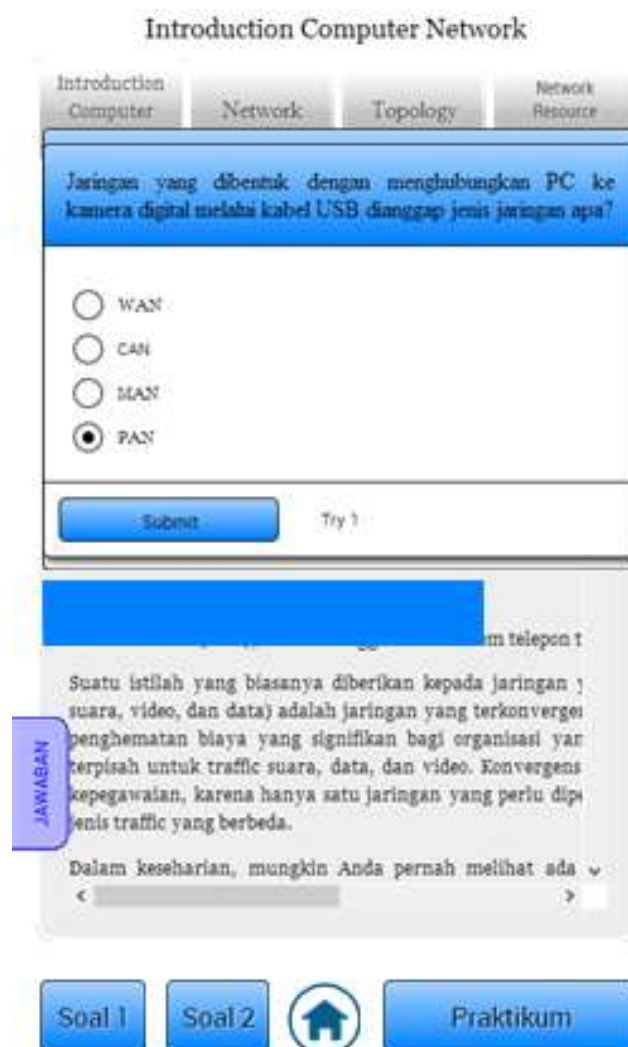 Introduction Computer Network
Introduction
Computer
Network
Topology
Network
Resource
Jaringan yang dibentuk dengan menghubungkan PC ke
kamera digital melalui kabel USB dianggap jenis jaringan apa?
WAN
CAN
MAN
PAN
Submit
Try 1
telepon t
Suatu istilah yang biasanya diberikan kepada jaringan
suara, video, dan data) adalah jaringan yang terkonverge
penghematan biaya yang signifikan bagi organisasi yar
terpisah untuk traffic suara, data, dan video. Konvergens
kepegawaian, karena hanya satu jaringan yang perlu dip
jenis traffic yang berbeda.
Dalam keseharian, mungkin Anda pernah melihat ada
JAWABAN
Soal 1
Soal 2
Praktikum